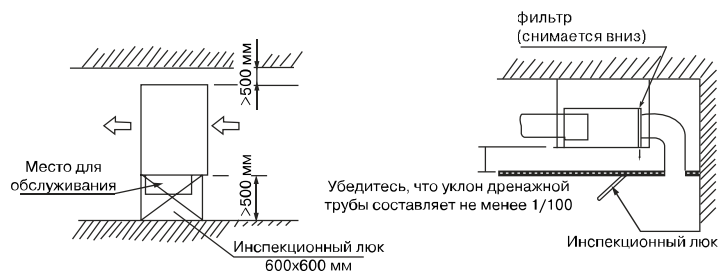 >500 мм
Место для
обслуживания
>500 мм
Инспекционный люк
600x600 мм
фильтр
(снимается вниз)
Убедитесь, что уклон дренажной
трубы составляет не менее 1/100
Инспекционный люк